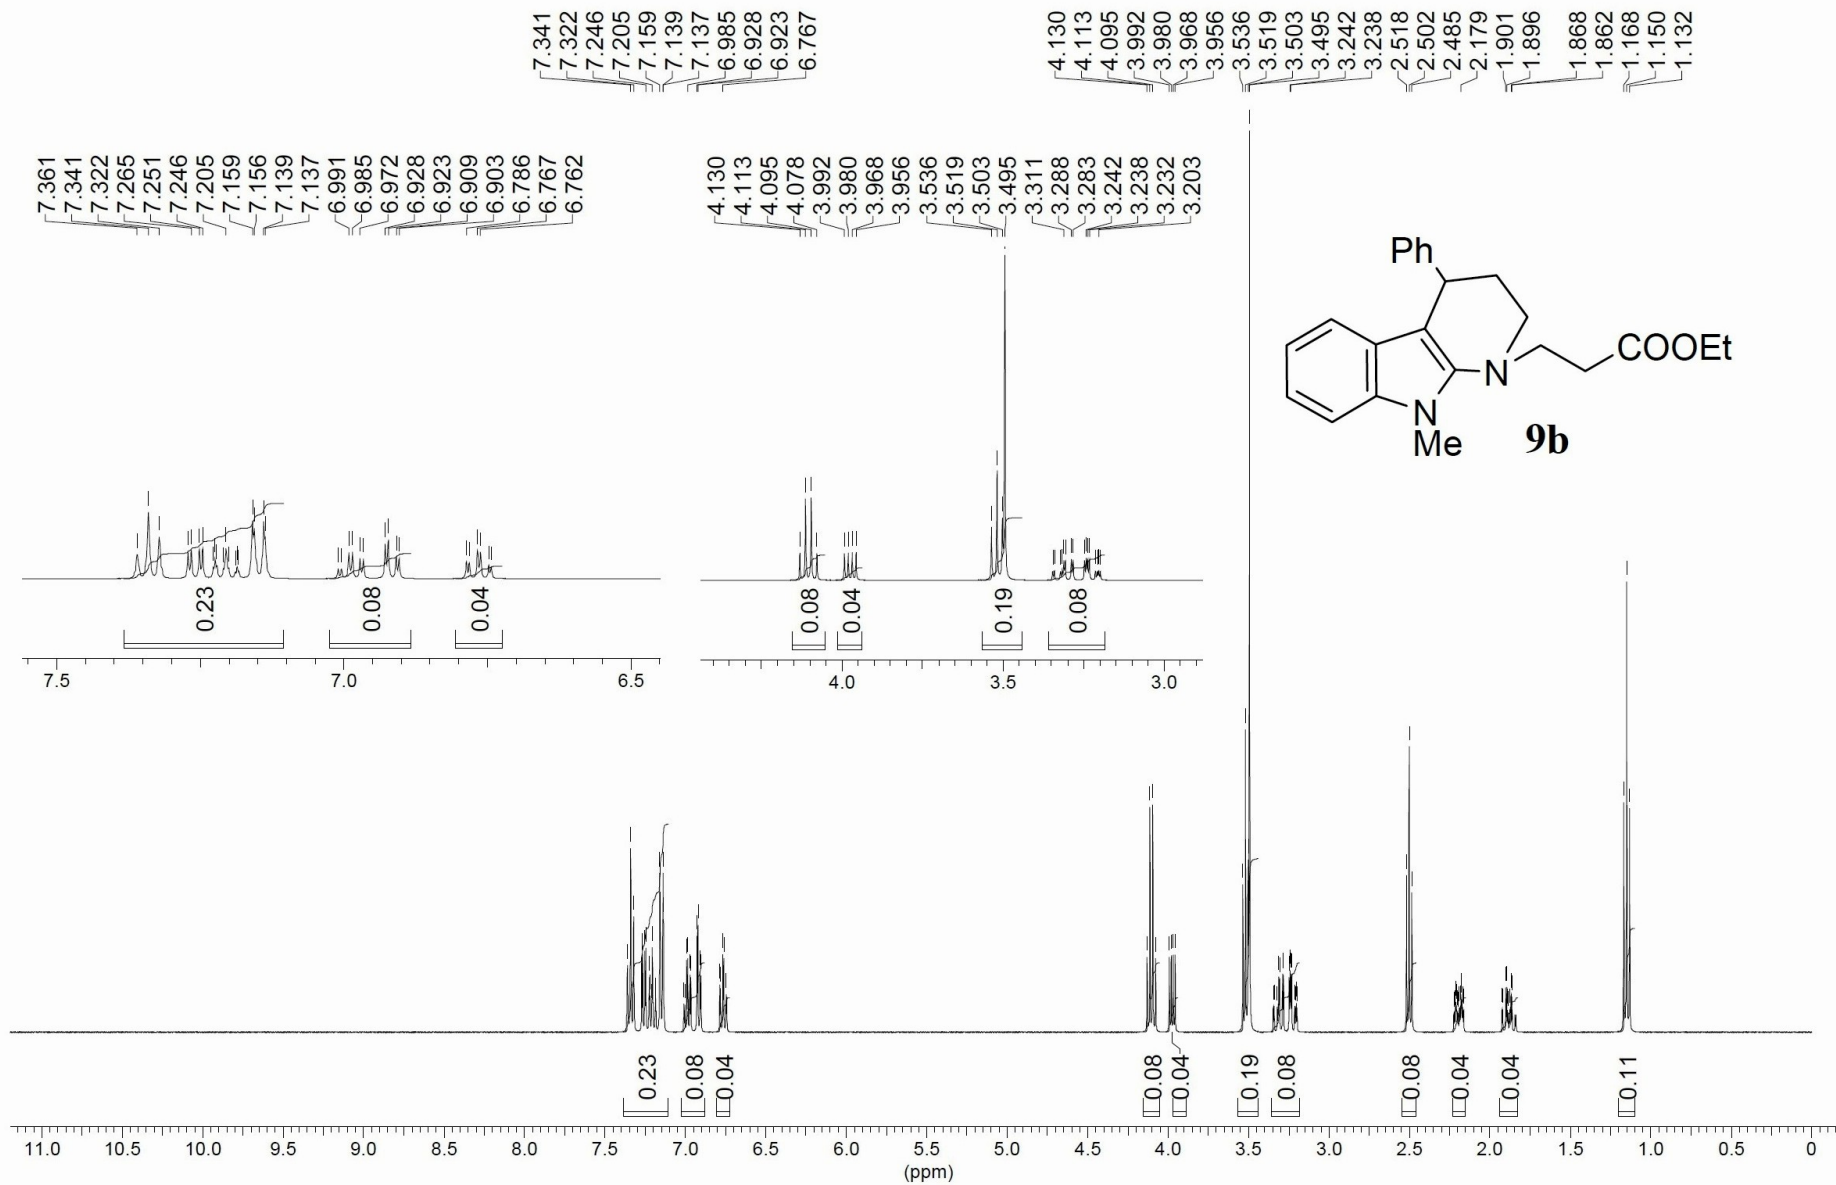 7.341 7.322 7.246 7.205 7.159 7.139 7.137 6.985 6.928 6.923 6.767
4.130 4.113 4.095 3.992 3.980 3.968 3.956 3.536 3.519 3.503 3.495 3.242 3.238 2.518 2.502 2.485 2.179 1.901 1.896 1.868 1.862 1.168 1.150 1.132
7.361 7.341 7.322 7.265 7.251 7.246 7.205 7.159 7.156 7.139 7.137 6.991 6.985 6.972 6.928 6.923 6.909 6.903 6.786 6.767 6.762
4.130 4.113 4.095 4.078 3.992 3.980 3.968 3.956 3.536 3.519 3.503 3.495 3.311 3.288 3.283 3.242 3.238 3.232 3.203
Ph
COOEt
N
N
Me
9b
0.23 0.08 0.04
7.5 7.0 6.5
0.08 0.04 0.19 0.08
4.0 3.5 3.0
0.23 0.08 0.04 0.08 0.04 0.19 0.08 0.08 0.04 0.04 0.11
11.0 10.5 10.0 9.5 9.0 8.5 8.0 7.5 7.0 6.5 6.0 5.5 5.0 4.5 4.0 3.5 3.0 2.5 2.0 1.5 1.0 0.5 0
(ppm)